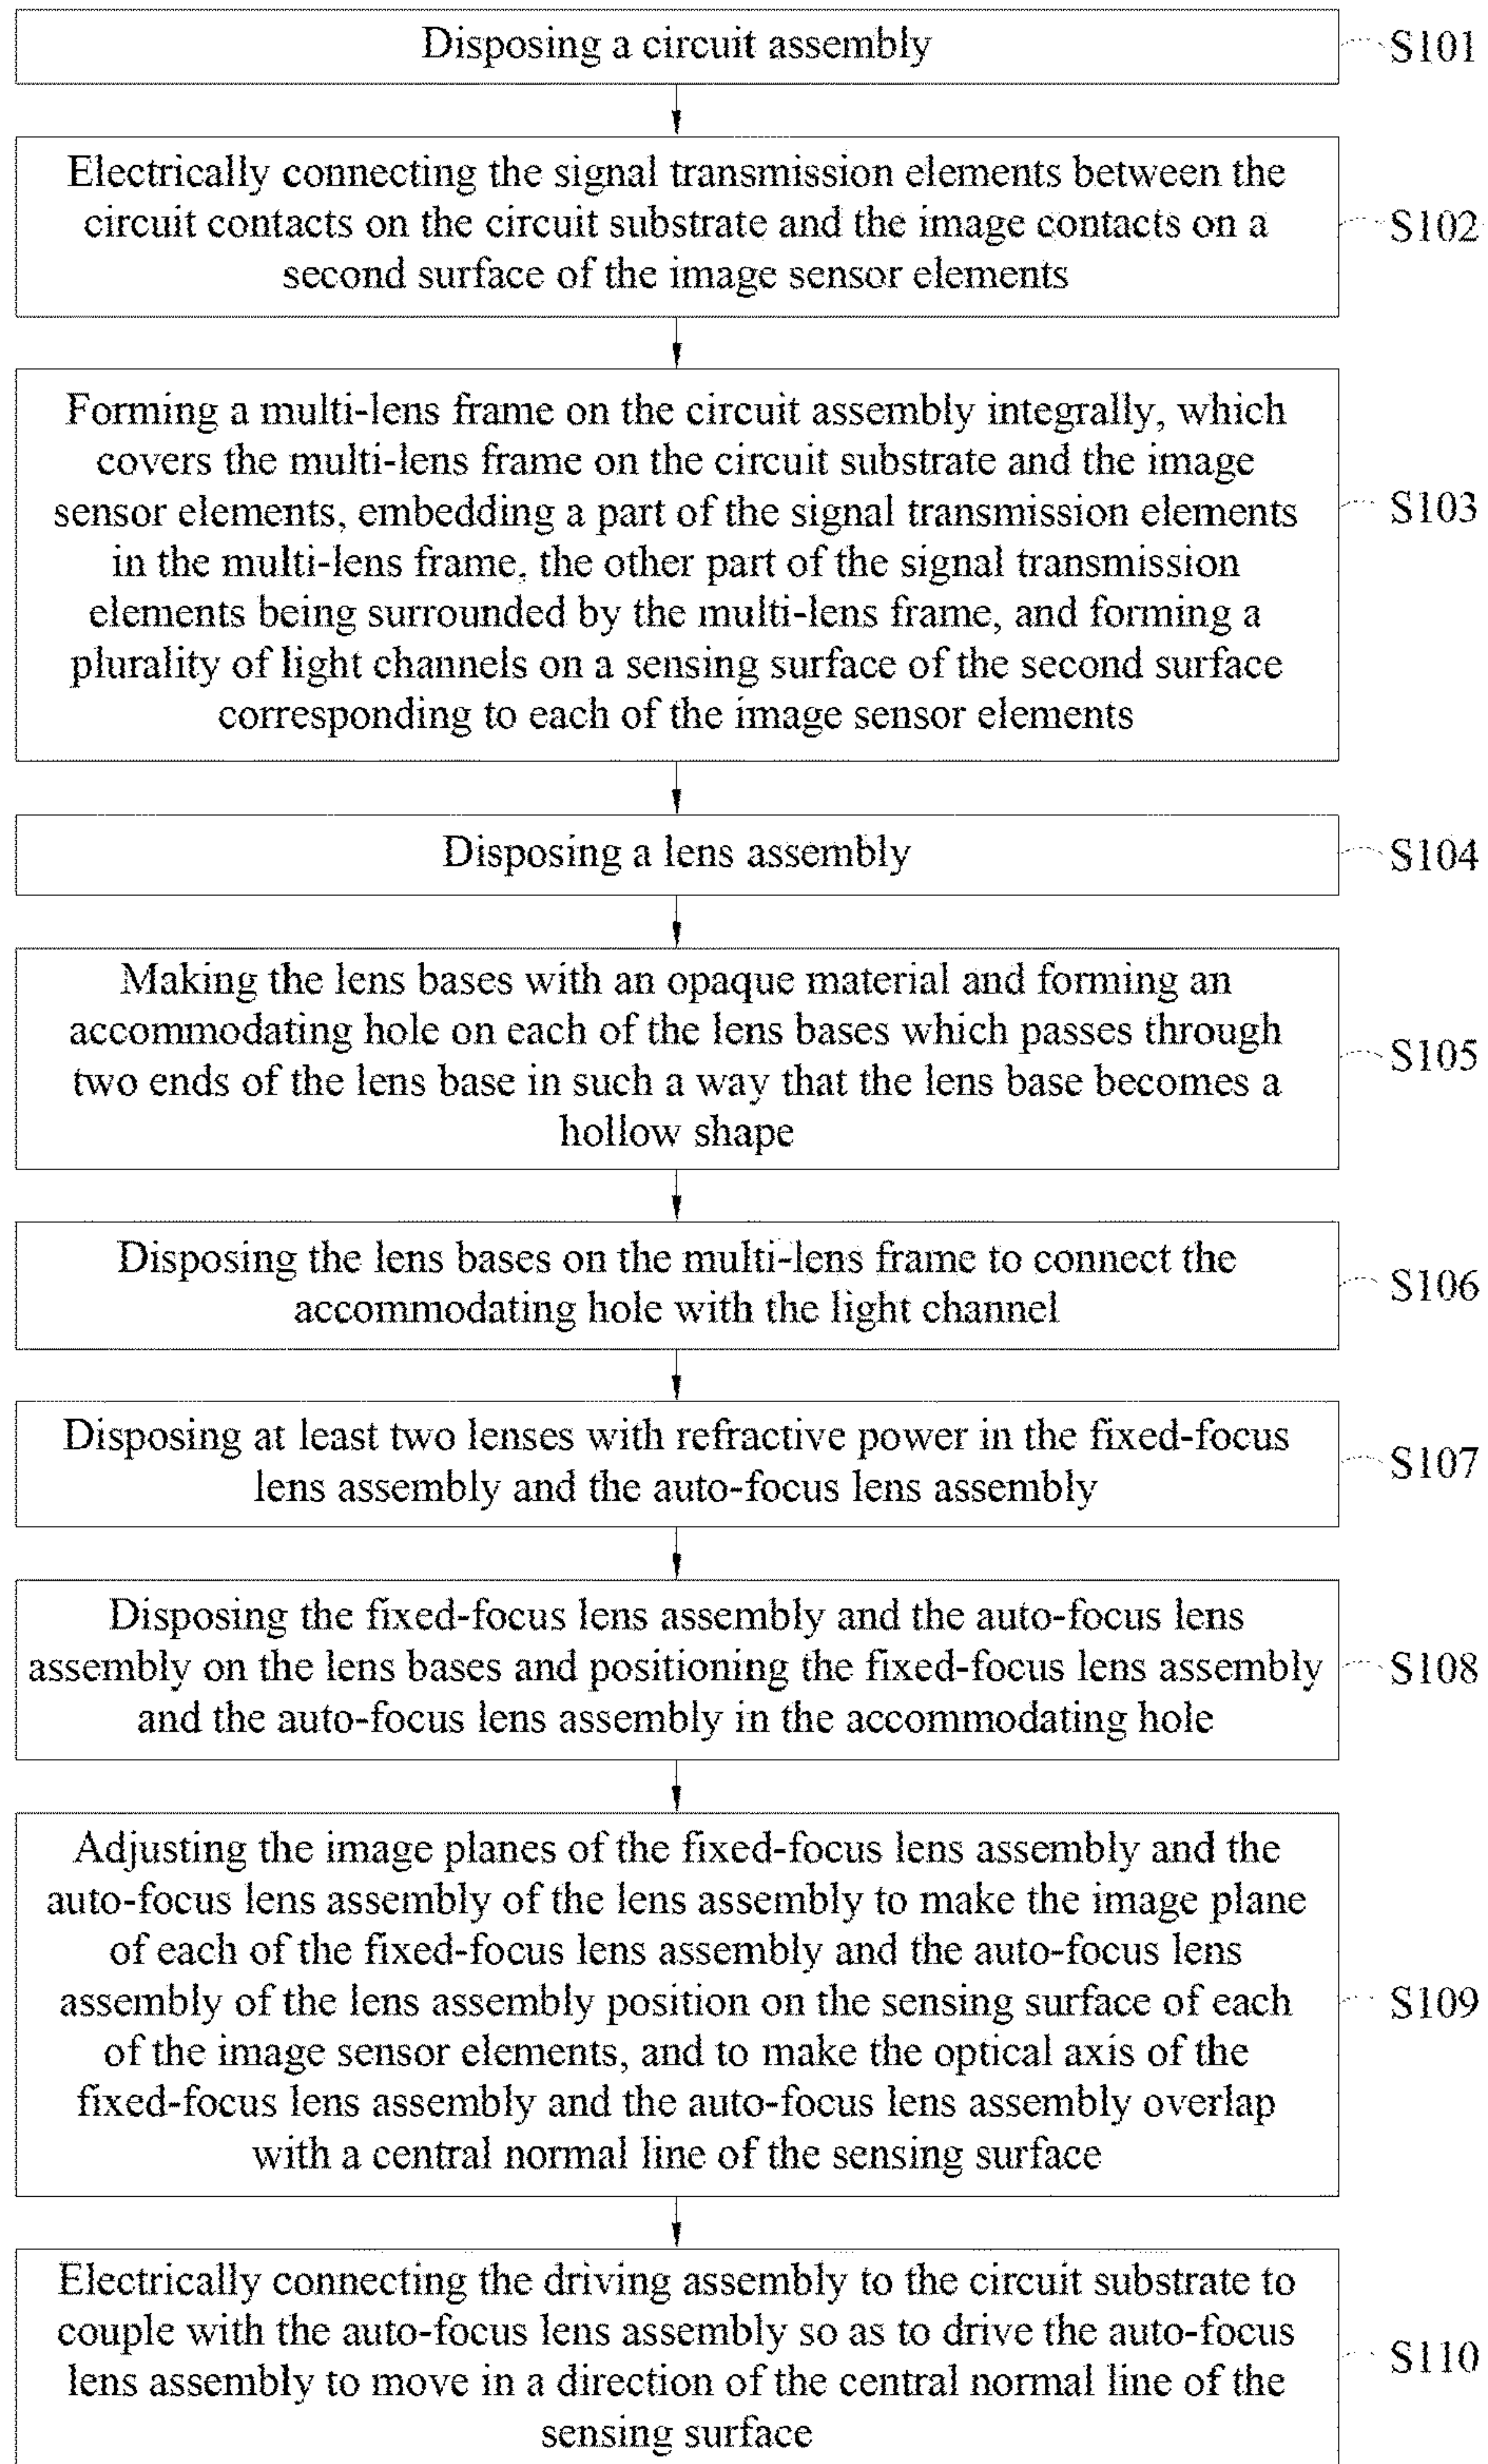 Disposing a circuit assembly
S101
Electrically connecting the signal transmission elements between the
circuit contacts on the circuit substrate and the image contacts on a
second surface of the image sensor elements
S102
Forming a multi-lens frame on the circuit assembly integrally, which
covers the multi-lens frame on the circuit substrate and the image
sensor elements, embedding a part of the signal transmission elements
in the multi-lens frame, the other part of the signal transmission
elements being surrounded by the multi-lens frame, and forming a
plurality of light channels on a sensing surface of the second surface
corresponding to each of the image sensor elements
S103
Disposing a lens assembly
S104
Making the lens bases with an opaque material and forming an
accommodating hole on each of the lens bases which passes through
two ends of the lens base in such a way that the lens base becomes a
hollow shape
S105
Disposing the lens bases on the multi-lens frame to connect the
accommodating hole with the light channel
S106
Disposing at least two lenses with refractive power in the fixed-focus
lens assembly and the auto-focus lens assembly
S107
Disposing the fixed-focus lens assembly and the auto-focus lens
assembly on the lens bases and positioning the fixed-focus lens assembly
and the auto-focus lens assembly in the accommodating hole
S108
Adjusting the image planes of the fixed-focus lens assembly and the
auto-focus lens assembly of the lens assembly to make the image plane
of each of the fixed-focus lens assembly and the auto-focus lens
assembly of the lens assembly position on the sensing surface of each
of the image sensor elements, and to make the optical axis of the
fixed-focus lens assembly and the auto-focus lens assembly overlap
with a central normal line of the sensing surface
S109
Electrically connecting the driving assembly to the circuit substrate to
couple with the auto-focus lens assembly so as to drive the auto-focus
lens assembly to move in a direction of the central normal line of the
sensing surface
S110